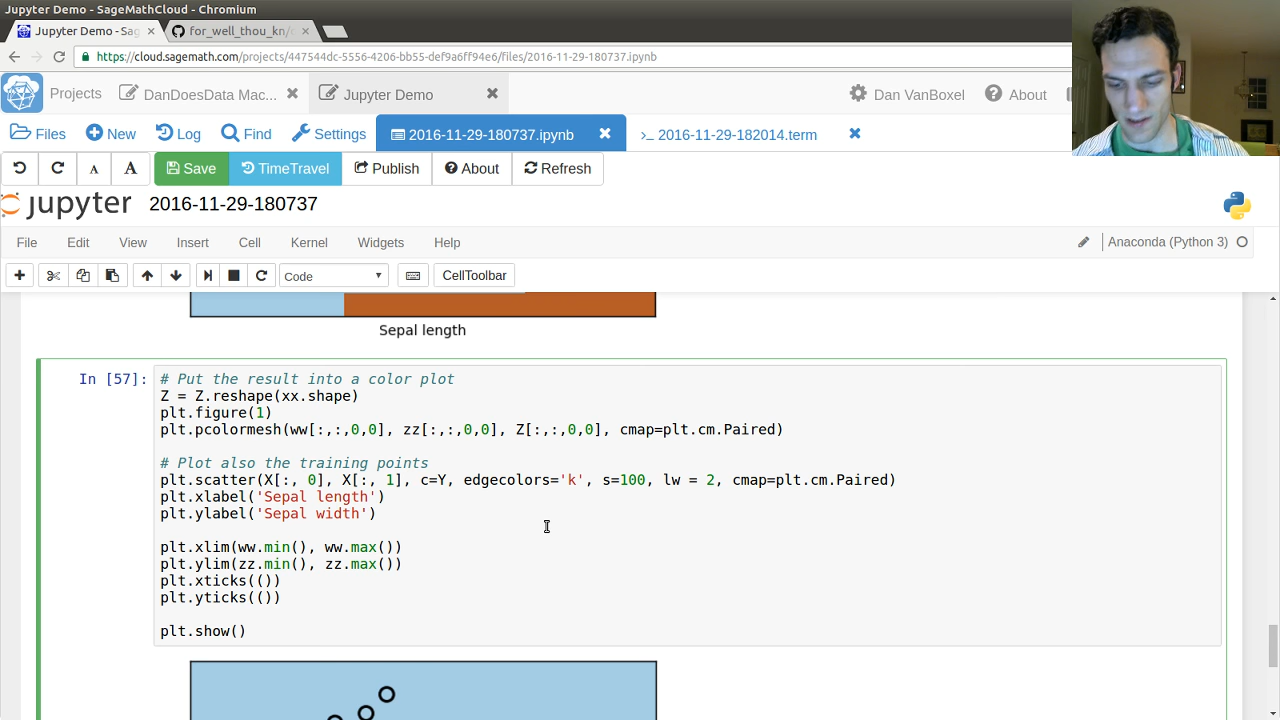 Jupyter Demo - SageMathCloud - Chromium
Jupyter Demo - Sag
for_well_thou_kn/
https://cloud.sagemath.com/projects/447544dc-5556-4206-bb55-def9a6ff94e6/files/2016-11-29-180737.ipynb
Projects
DanDoesData Mac...
Jupyter Demo
Dan VanBoxel
About
Files
New
Log
Find
Settings
2016-11-29-180737.ipynb
>_ 2016-11-29-182014.term
A
A
Save
TimeTravel
Publish
About
Refresh
jupyter
2016-11-29-180737
File
Edit
View
Insert
Cell
Kernel
Widgets
Help
Anaconda (Python 3)
Code
CellToolbar
Sepal length
In [57]:
# Put the result into a color plot
Z = Z.reshape(xx.shape)
plt.figure(1)
plt.pcolormesh(ww[:,:,0,0], zz[:,:,0,0], Z[:,:,0,0], cmap=plt.cm.Paired)
# Plot also the training points
plt.scatter(X[:, 0], X[:, 1], c=Y, edgecolors='k', s=100, lw = 2, cmap=plt.cm.Paired)
plt.xlabel('Sepal length')
plt.ylabel('Sepal width')
plt.xlim(ww.min(), ww.max())
plt.ylim(zz.min(), zz.max())
plt.xticks(())
plt.yticks(())
plt.show()